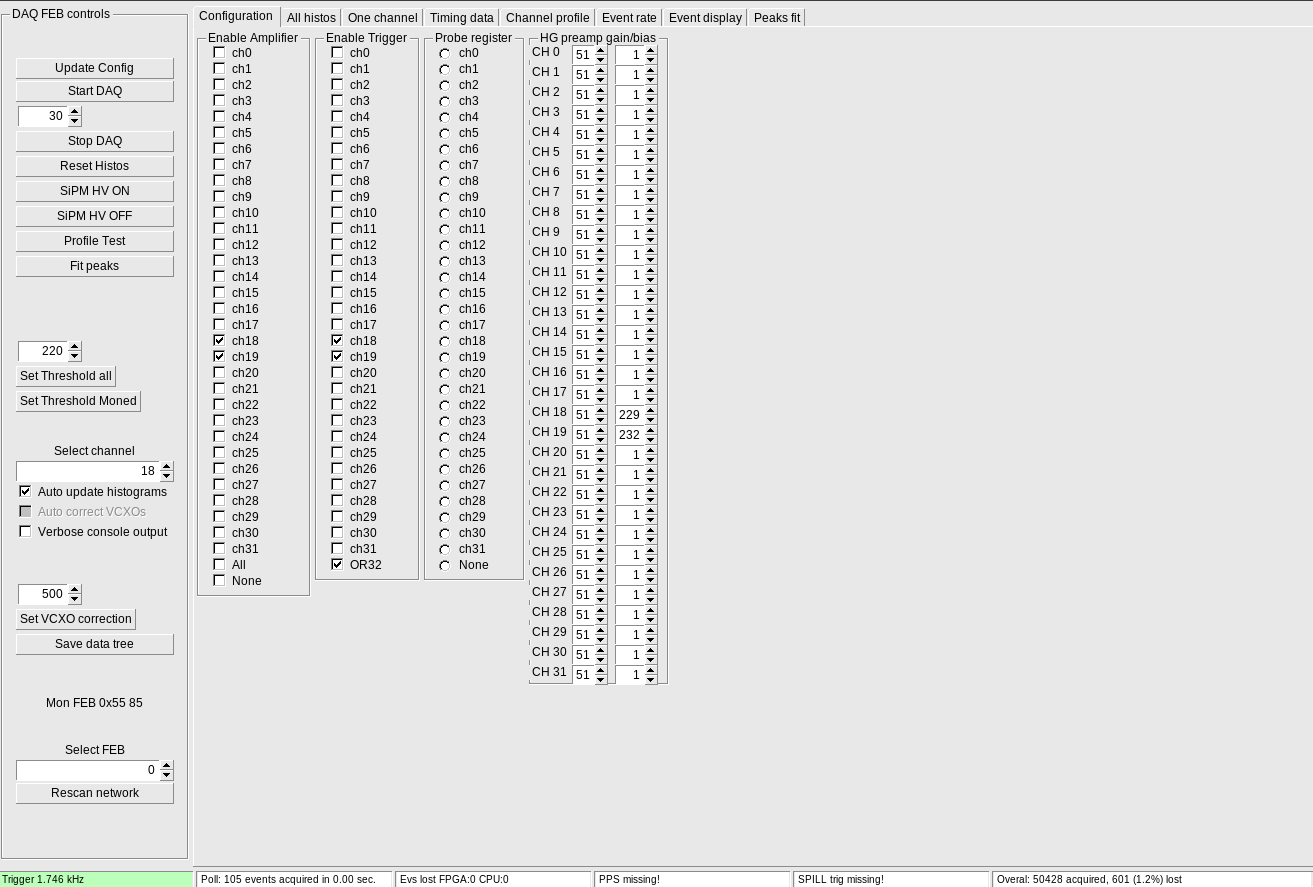 DAQ FEB controls
Update Config
Start DAQ
30
Stop DAQ
Reset Histos
SiPM HV ON
SiPM HV OFF
Profile Test
Fit peaks
220
Set Threshold all
Set Threshold Moned
Select channel
18
Auto update histograms
Auto correct VCXOs
Verbose console output
500
Set VCXO correction
Save data tree
Mon FEB 0x55 85
Select FEB
0
Rescan network
Configuration
All histos
One channel
Timing data
Channel profile
Event rate
Event display
Peaks fit
Enable Amplifier
ch0
ch1
ch2
ch3
ch4
ch5
ch6
ch7
ch8
ch9
ch10
ch11
ch12
ch13
ch14
ch15
ch16
ch17
ch18
ch19
ch20
ch21
ch22
ch23
ch24
ch25
ch26
ch27
ch28
ch29
ch30
ch31
All
None
Enable Trigger
ch0
ch1
ch2
ch3
ch4
ch5
ch6
ch7
ch8
ch9
ch10
ch11
ch12
ch13
ch14
ch15
ch16
ch17
ch18
ch19
ch20
ch21
ch22
ch23
ch24
ch25
ch26
ch27
ch28
ch29
ch30
ch31
OR32
Probe register
ch0
ch1
ch2
ch3
ch4
ch5
ch6
ch7
ch8
ch9
ch10
ch11
ch12
ch13
ch14
ch15
ch16
ch17
ch18
ch19
ch20
ch21
ch22
ch23
ch24
ch25
ch26
ch27
ch28
ch29
ch30
ch31
None
HG preamp gain/bias
CH 0 51 1
CH 1 51 1
CH 2 51 1
CH 3 51 1
CH 4 51 1
CH 5 51 1
CH 6 51 1
CH 7 51 1
CH 8 51 1
CH 9 51 1
CH 10 51 1
CH 11 51 1
CH 12 51 1
CH 13 51 1
CH 14 51 1
CH 15 51 1
CH 16 51 1
CH 17 51 1
CH 18 51 229
CH 19 51 232
CH 20 51 1
CH 21 51 1
CH 22 51 1
CH 23 51 1
CH 24 51 1
CH 25 51 1
CH 26 51 1
CH 27 51 1
CH 28 51 1
CH 29 51 1
CH 30 51 1
CH 31 51 1
Trigger 1.746 kHz
Poll: 105 events acquired in 0.00 sec.
Evs lost FPGA:0 CPU:0
PPS missing!
SPILL trig missing!
Overal: 50428 acquired, 601 (1.2%) lost